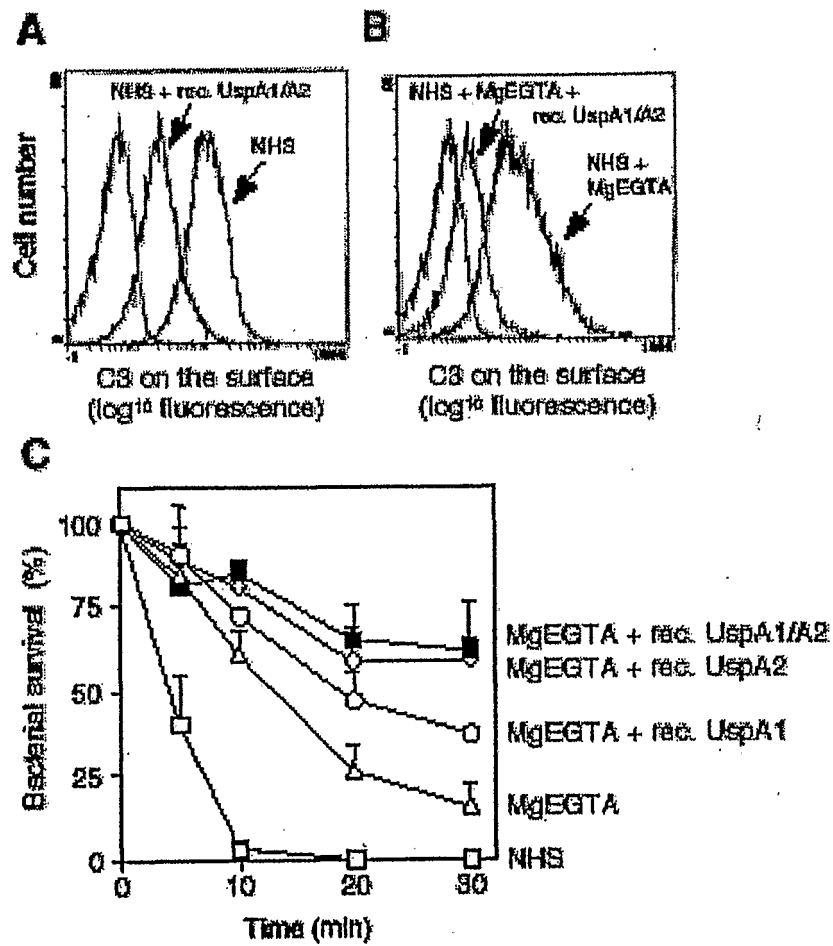 A
NHS + rec. UspA1/A2
NHS
Cell number
C3 on the surface
(log10 fluorescence)
B
NHS + MgEGTA +
rec. UspA1/A2
NHS +
MgEGTA
C3 on the surface
(log10 fluorescence)
C
Bacterial survival (%)
100
75
50
25
0
0 10 20 30
Time (min)
MgEGTA + rec. UspA1/A2
MgEGTA + rec. UspA2
MgEGTA + rec. UspA1
MgEGTA
NHS